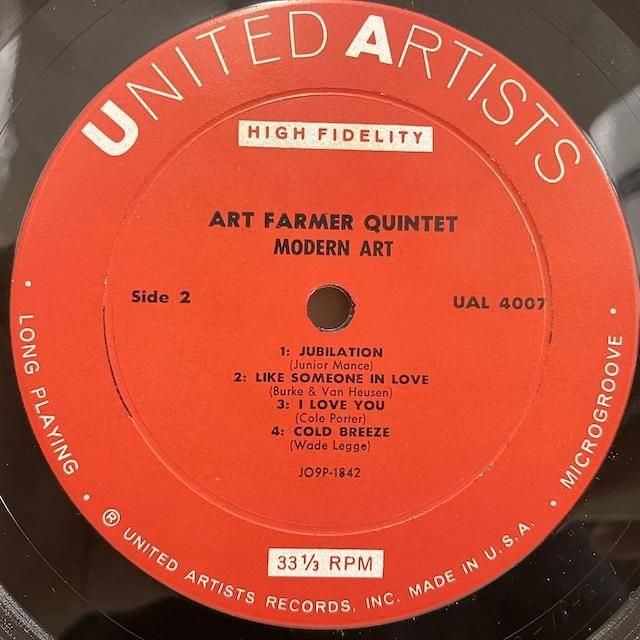 UNITED ARTISTS
HIGH FIDELITY
ART FARMER QUINTET
MODERN ART
Side 2
UAL 4007
1: JUBILATION
(Junior Mance)
2: LIKE SOMEONE IN LOVE
(Burke & Van Heusen)
3: I LOVE YOU
(Cole Porter)
4: COLD BREEZE
(Wade Legge)
JO9P-1842
33 1/3 RPM
• LONG PLAYING •
® UNITED ARTISTS RECORDS, INC. MADE IN U.S.A.
• MICROGROOVE •